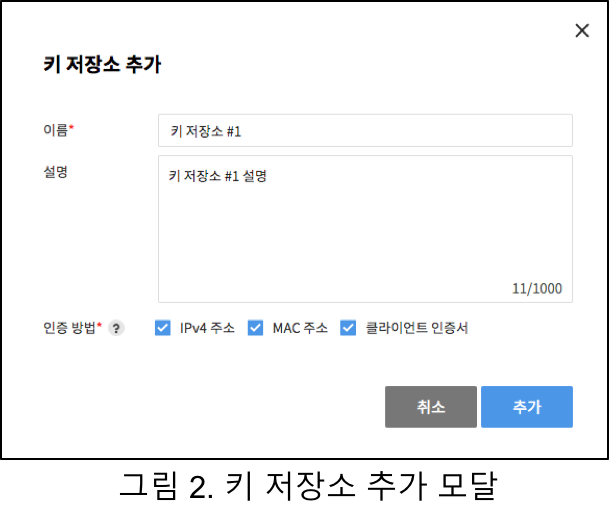 키 저장소 추가
이름*
키 저장소 #1
설명
키 저장소 #1 설명
11/1000
인증 방법* ?
IPv4 주소 MAC 주소 클라이언트 인증서
취소 추가
그림 2. 키 저장소 추가 모달